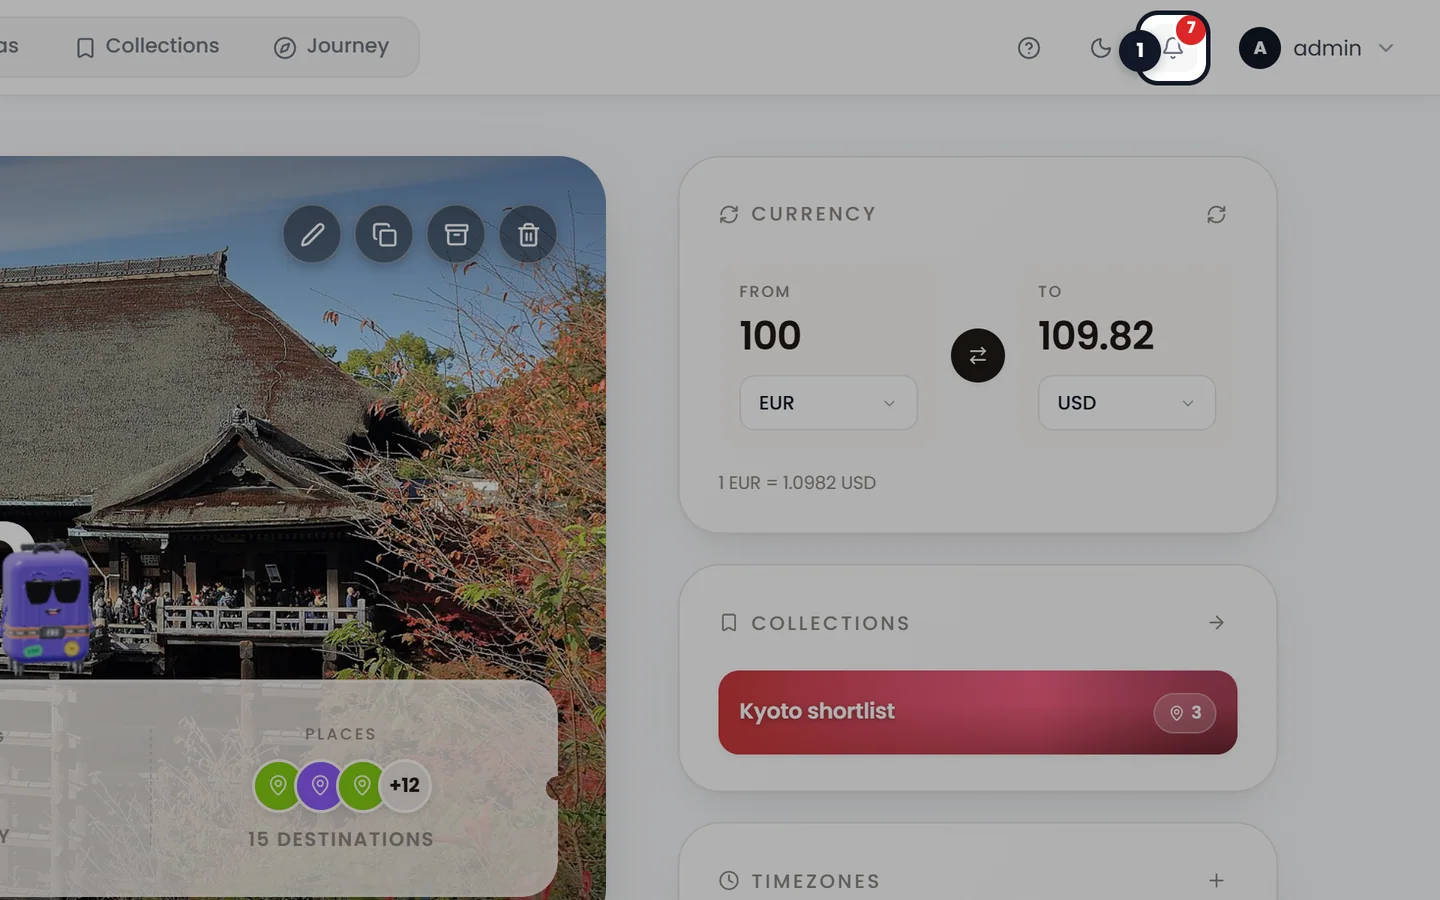 as
Collections
Journey
1
7
A
admin
CURRENCY
FROM
100
EUR
TO
109.82
USD
1 EUR = 1.0982 USD
COLLECTIONS
Kyoto shortlist
3
PLACES
+12
15 DESTINATIONS
Y
TIMEZONES